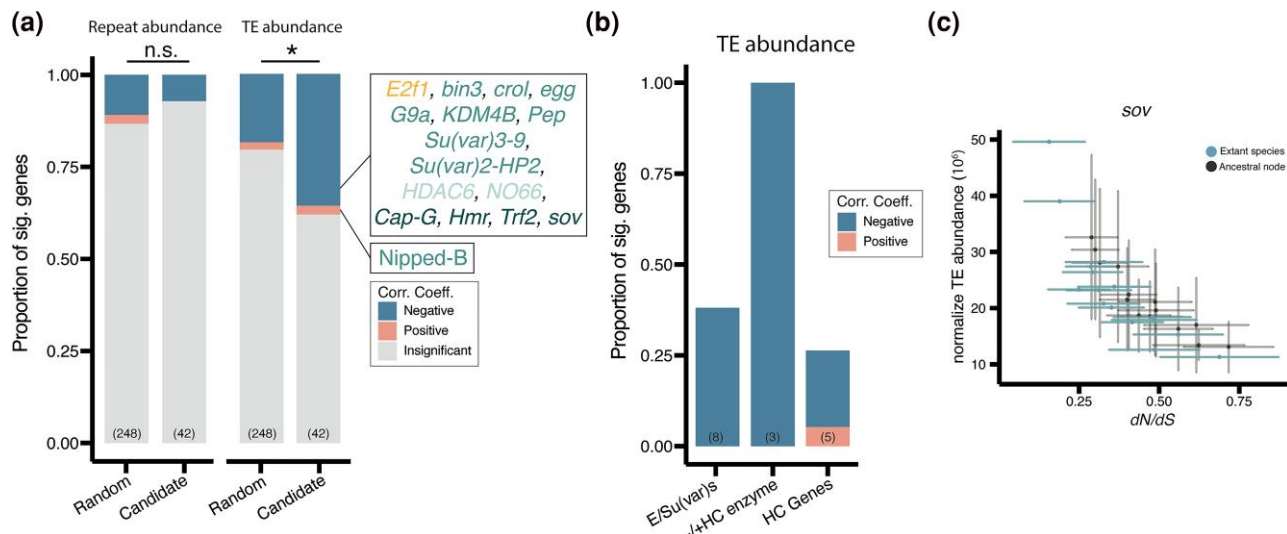 (a)
Repeat abundance
TE abundance
n.s.
*
1.00
0.75
0.50
0.25
0.00
Proportion of sig. genes
(248)
(42)
(248)
(42)
Random
Candidate
Random
Candidate
E2f1, bin3, crol, egg
G9a, KDM4B, Pep
Su(var)3-9,
Su(var)2-HP2,
HDAC6, NO66,
Cap-G, Hmr, Trf2, sov
Nipped-B
Corr. Coeff.
Negative
Positive
Insignificant
(b)
TE abundance
1.00
0.75
0.50
0.25
0.00
Proportion of sig. genes
(8)
(3)
(5)
E/Su(var)s
-/+HC enzyme
HC Genes
Corr. Coeff.
Negative
Positive
(c)
sov
Extant species
Ancestral node
50
40
30
20
10
normalize TE abundance (10⁶)
0.25
0.50
0.75
dN/dS